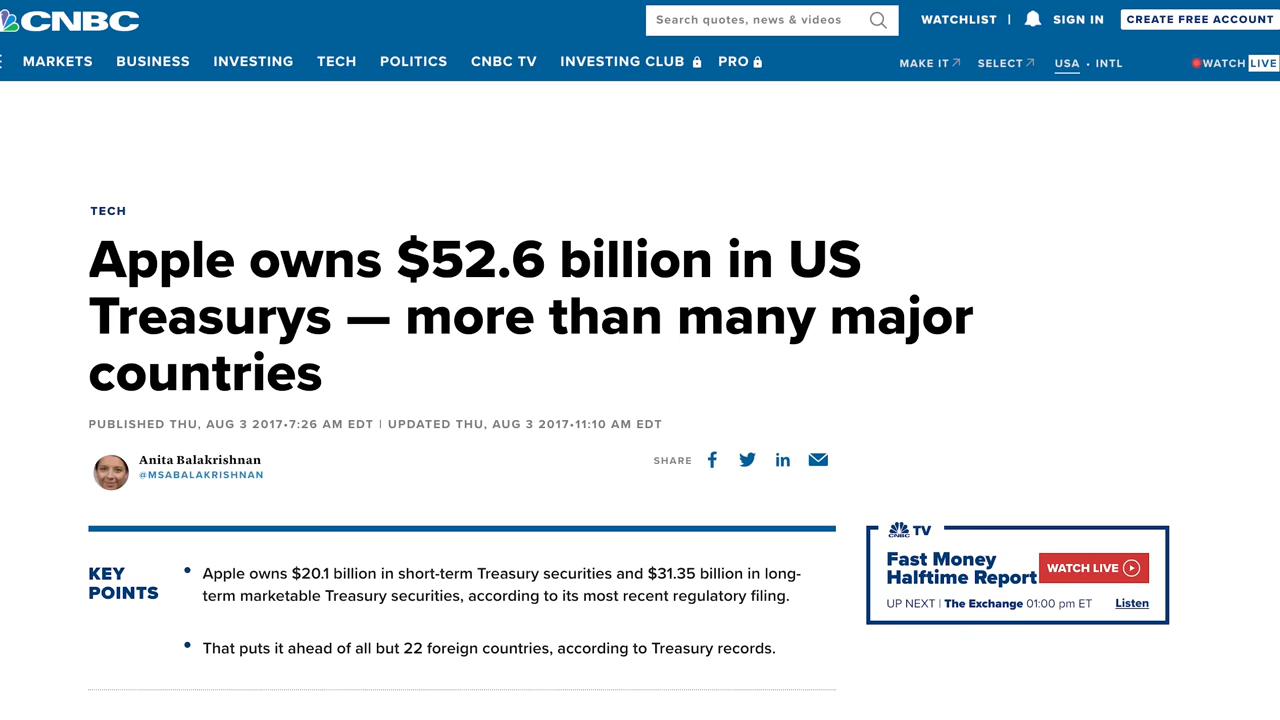 CNBC
Search quotes, news & videos
WATCHLIST |
SIGN IN
CREATE FREE ACCOUNT
MARKETS BUSINESS INVESTING TECH POLITICS CNBC TV INVESTING CLUB PRO
MAKE IT SELECT USA • INTL
WATCH LIVE
TECH
Apple owns $52.6 billion in US
Treasurys — more than many major
countries
PUBLISHED THU, AUG 3 2017•7:26 AM EDT | UPDATED THU, AUG 3 2017•11:10 AM EDT
Anita Balakrishnan
@MSABALAKRISHNAN
SHARE
in
KEY
POINTS
• Apple owns $20.1 billion in short-term Treasury securities and $31.35 billion in long-
term marketable Treasury securities, according to its most recent regulatory filing.
• That puts it ahead of all but 22 foreign countries, according to Treasury records.
CNBC TV
Fast Money
Halftime Report
WATCH LIVE
UP NEXT | The Exchange 01:00 pm ET
Listen